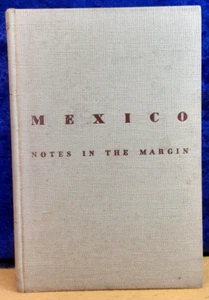 MEXICO
NOTES IN THE MARGIN